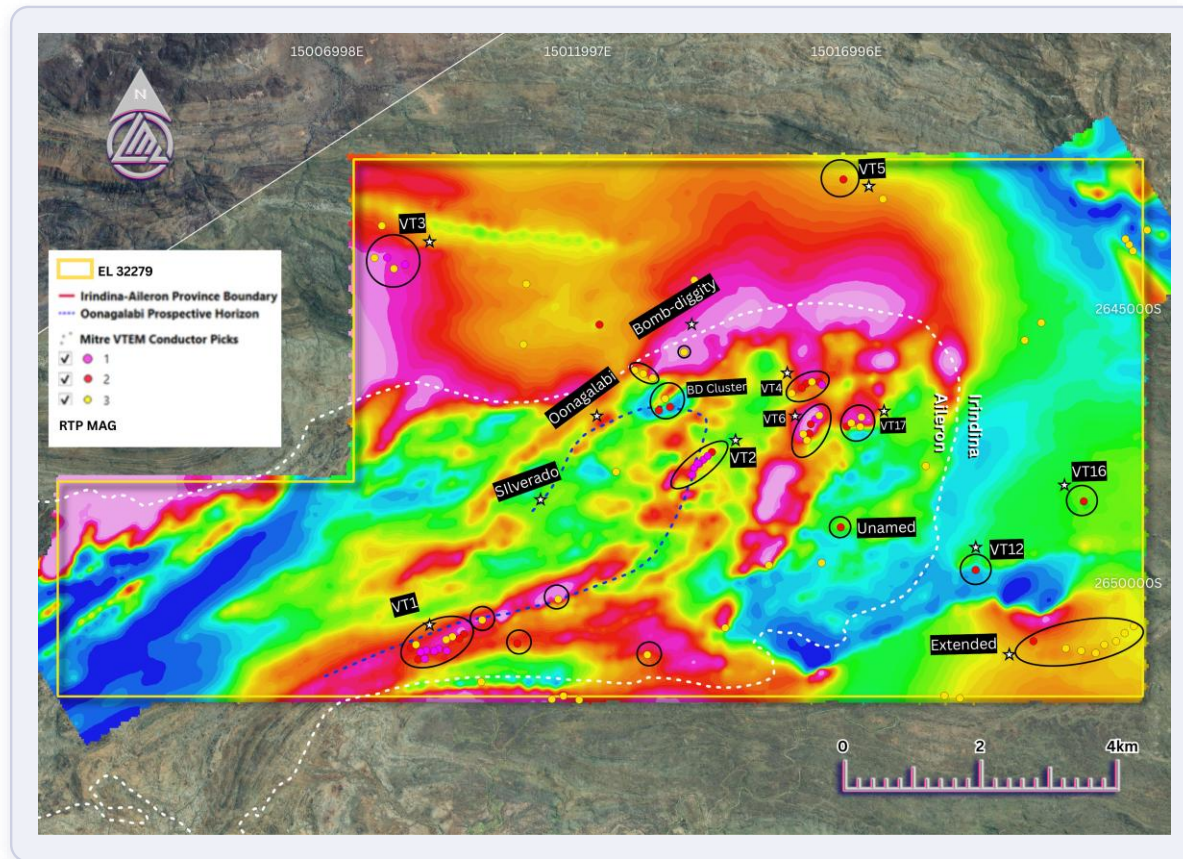 15006998E
15011997E
15016996E
N
VT5
VT3
EL 32279
Irindina-Aileron Province Boundary
Oonagalabi Prospective Horizon
Mitre VTEM Conductor Picks
1
2
3
RTP MAG
2645000S
Bomb-diggity
Oonagalabi
BD Cluster
VT4
VT6
VT17
Aileron
Irindina
VT2
SIlverado
VT16
Unamed
VT12
2650000S
VT1
Extended
0
2
4km